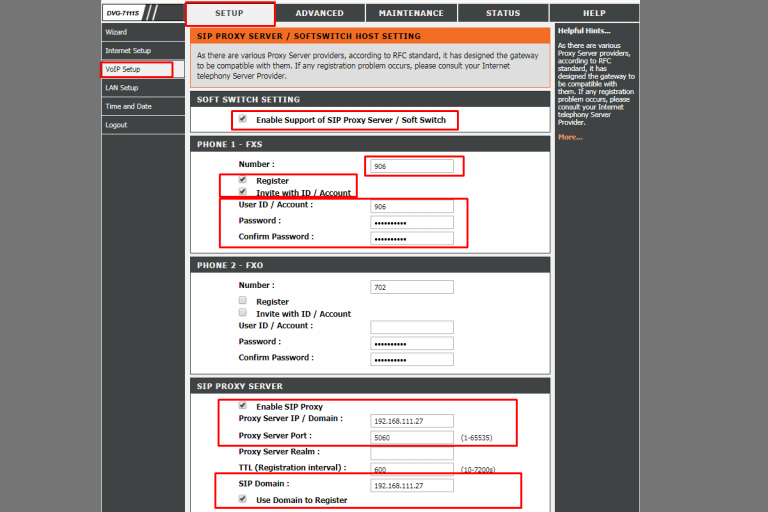 DVG-7111S
SETUP
ADVANCED
MAINTENANCE
STATUS
HELP
Wizard
Internet Setup
VoIP Setup
LAN Setup
Time and Date
Logout
SIP PROXY SERVER / SOFTSWITCH HOST SETTING
As there are various Proxy Server providers, according to RFC standard, it has designed the gateway
to be compatible with them. If any registration problem occurs, please consult your Internet
telephony Server Provider.
SOFT SWITCH SETTING
Enable Support of SIP Proxy Server / Soft Switch
PHONE 1 - FXS
Number : 906
Register
Invite with ID / Account
User ID / Account : 906
Password : ••••••••••
Confirm Password : ••••••••••
PHONE 2 - FXO
Number : 702
Register
Invite with ID / Account
User ID / Account :
Password : ••••••••••
Confirm Password : ••••••••••
SIP PROXY SERVER
Enable SIP Proxy
Proxy Server IP / Domain : 192.168.111.27
Proxy Server Port : 5060 (1-65535)
Proxy Server Realm :
TTL (Registration interval) : 600 (10-7200s)
SIP Domain : 192.168.111.27
Use Domain to Register
Helpful Hints...
As there are various
Proxy Server providers,
according to RFC
standard, it has
designed the gateway to
be compatible with
them. If any registration
problem occurs, please
consult your Internet
telephony Server
Provider.
More...